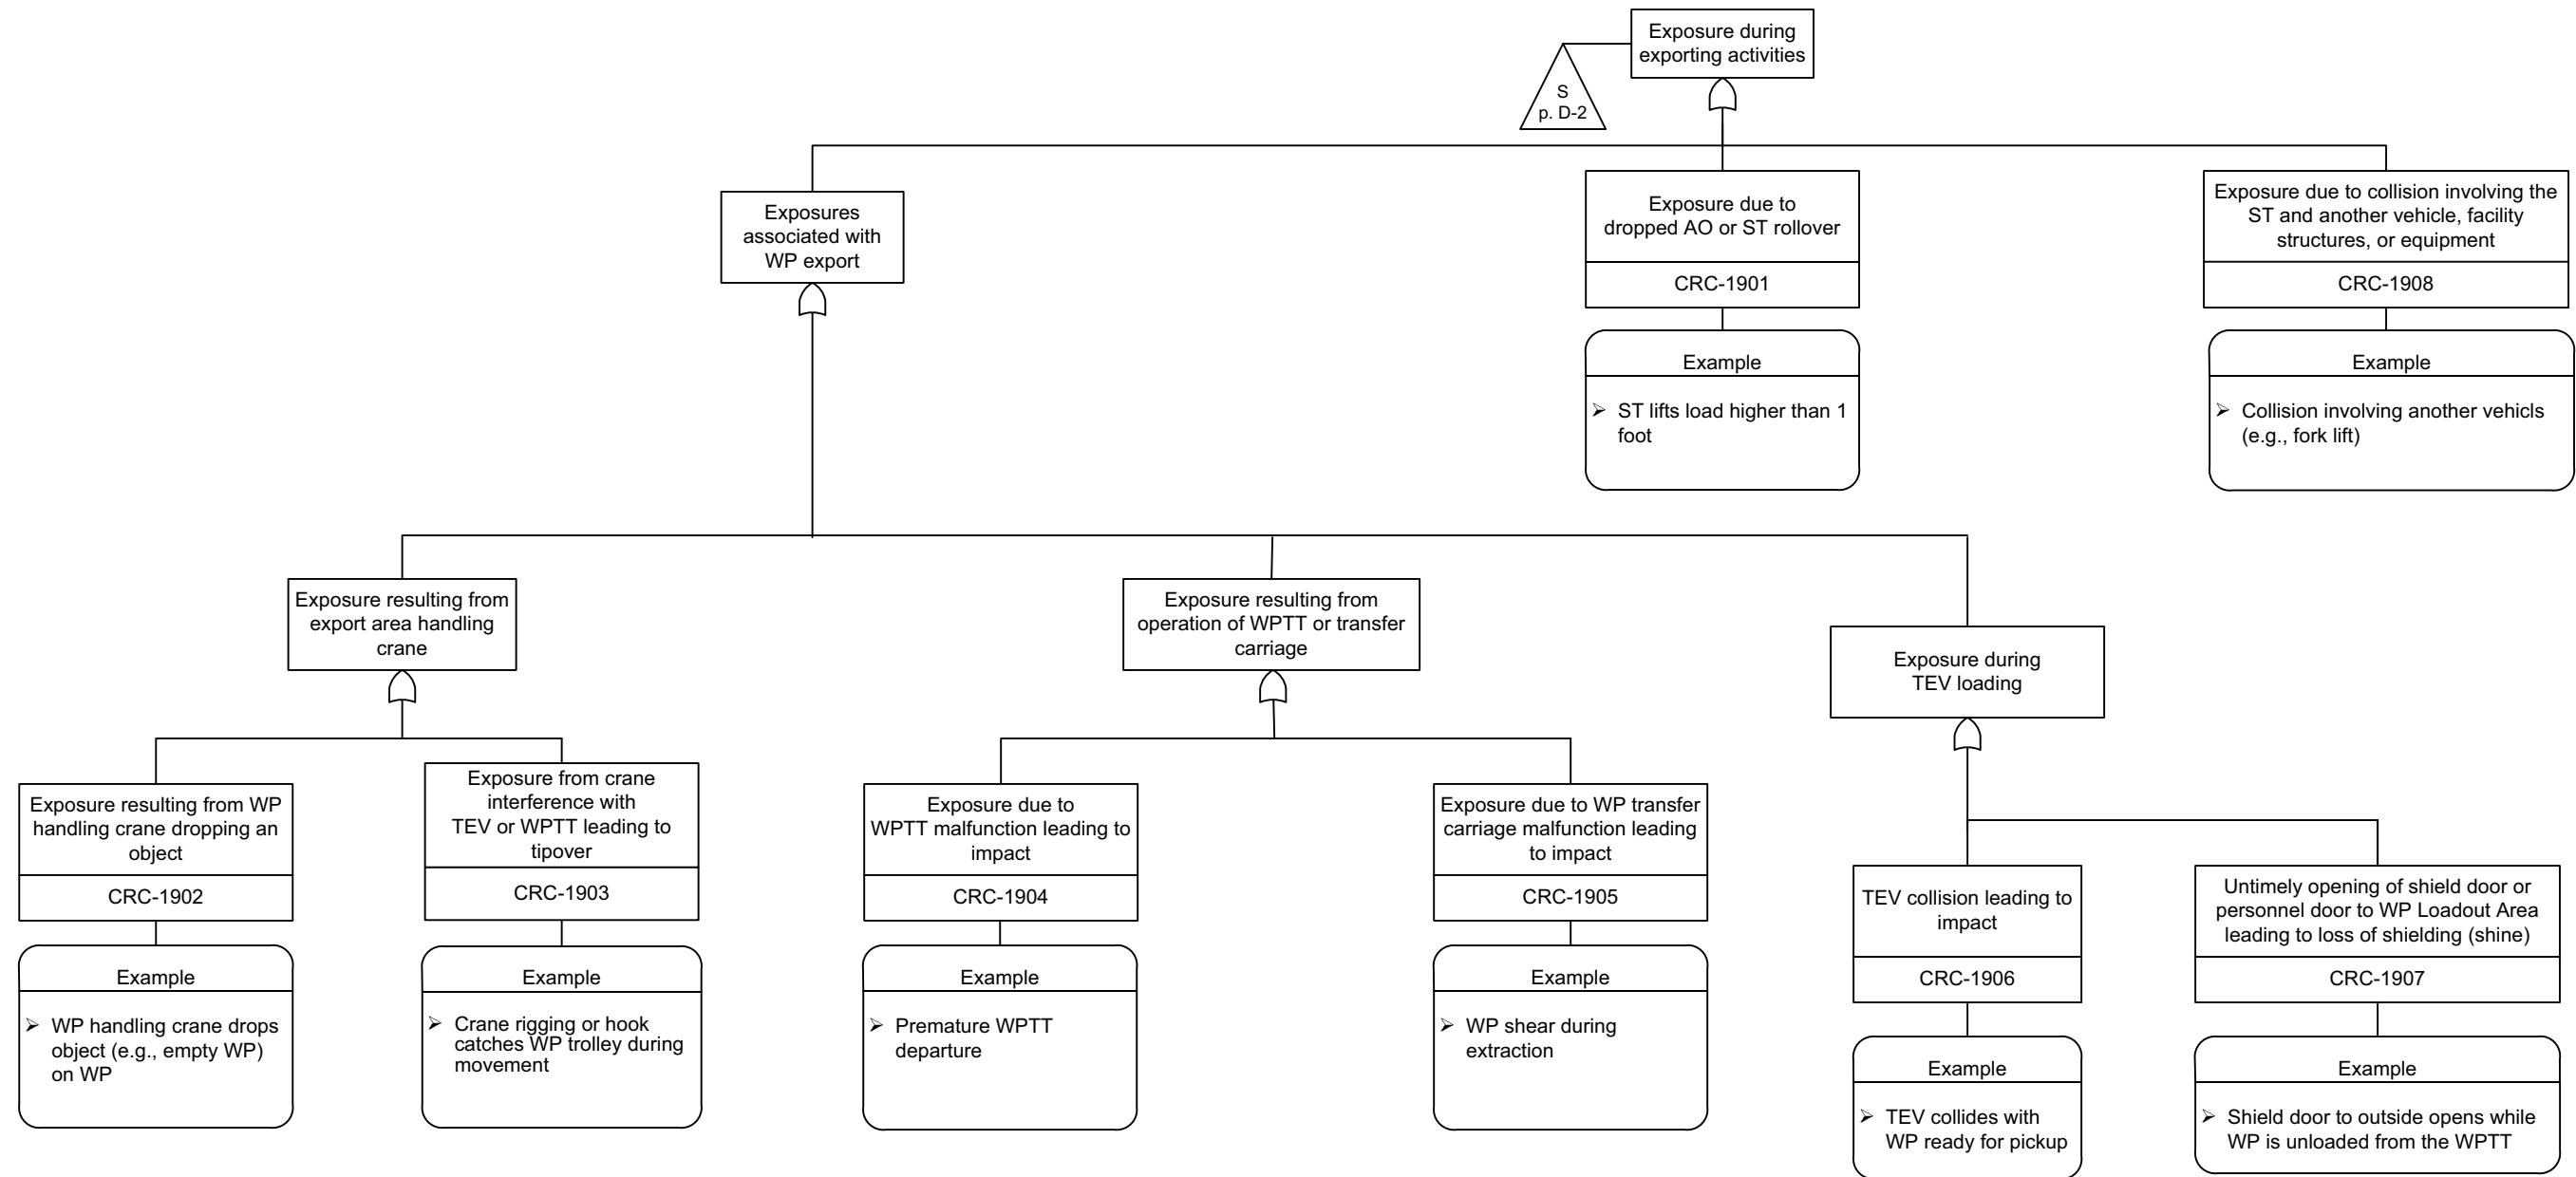 Exposure during
exporting activities
S
p. D-2
Exposures
associated with
WP export
Exposure due to
dropped AO or ST rollover
CRC-1901
Example
➢ ST lifts load higher than 1
foot
Exposure due to collision involving the
ST and another vehicle, facility
structures, or equipment
CRC-1908
Example
➢ Collision involving another vehicls
(e.g., fork lift)
Exposure resulting from
export area handling
crane
Exposure resulting from
operation of WPTT or transfer
carriage
Exposure during
TEV loading
Exposure resulting from WP
handling crane dropping an
object
CRC-1902
Example
➢ WP handling crane drops
object (e.g., empty WP)
on WP
Exposure from crane
interference with
TEV or WPTT leading to
tipover
CRC-1903
Example
➢ Crane rigging or hook
catches WP trolley during
movement
Exposure due to
WPTT malfunction leading to
impact
CRC-1904
Example
➢ Premature WPTT
departure
Exposure due to WP transfer
carriage malfunction leading
to impact
CRC-1905
Example
➢ WP shear during
extraction
TEV collision leading to
impact
CRC-1906
Example
➢ TEV collides with
WP ready for pickup
Untimely opening of shield door or
personnel door to WP Loadout Area
leading to loss of shielding (shine)
CRC-1907
Example
➢ Shield door to outside opens while
WP is unloaded from the WPTT